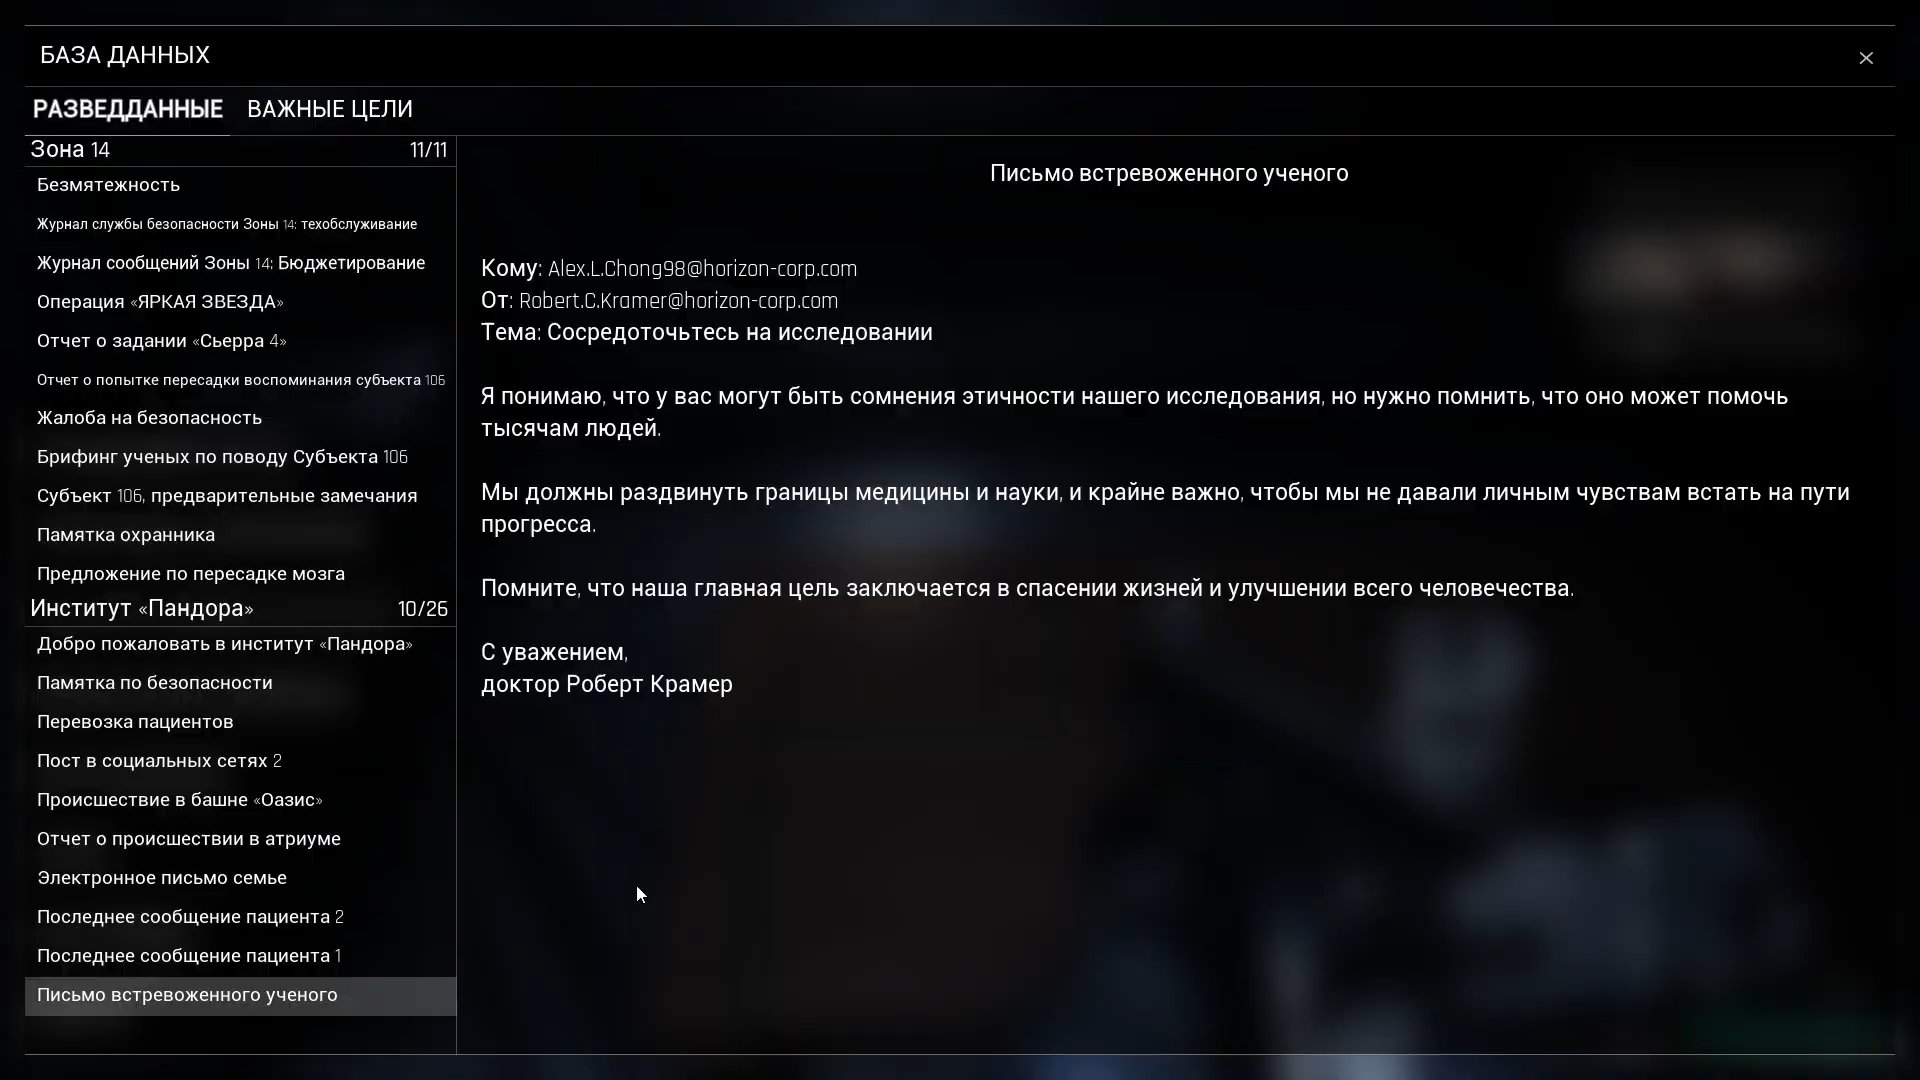 БАЗА ДАННЫХ
РАЗВЕДДАННЫЕ ВАЖНЫЕ ЦЕЛИ
Зона 14 11/11
Безмятежность
Журнал службы безопасности Зоны 14: техобслуживание
Журнал сообщений Зоны 14: Бюджетирование
Операция «ЯРКАЯ ЗВЕЗДА»
Отчет о задании «Сьерра 4»
Отчет о попытке пересадки воспоминания субъекта 106
Жалоба на безопасность
Брифинг ученых по поводу Субъекта 106
Субъект 106, предварительные замечания
Памятка охранника
Предложение по пересадке мозга
Институт «Пандора» 10/26
Добро пожаловать в институт «Пандора»
Памятка по безопасности
Перевозка пациентов
Пост в социальных сетях 2
Происшествие в башне «Оазис»
Отчет о происшествии в атриуме
Электронное письмо семье
Последнее сообщение пациента 2
Последнее сообщение пациента 1
Письмо встревоженного ученого
Письмо встревоженного ученого
Кому: Alex.L.Chong98@horizon-corp.com
От: Robert.C.Kramer@horizon-corp.com
Тема: Сосредоточьтесь на исследовании
Я понимаю, что у вас могут быть сомнения этичности нашего исследования, но нужно помнить, что оно может помочь
тысячам людей.
Мы должны раздвинуть границы медицины и науки, и крайне важно, чтобы мы не давали личным чувствам встать на пути
прогресса.
Помните, что наша главная цель заключается в спасении жизней и улучшении всего человечества.
С уважением,
доктор Роберт Крамер